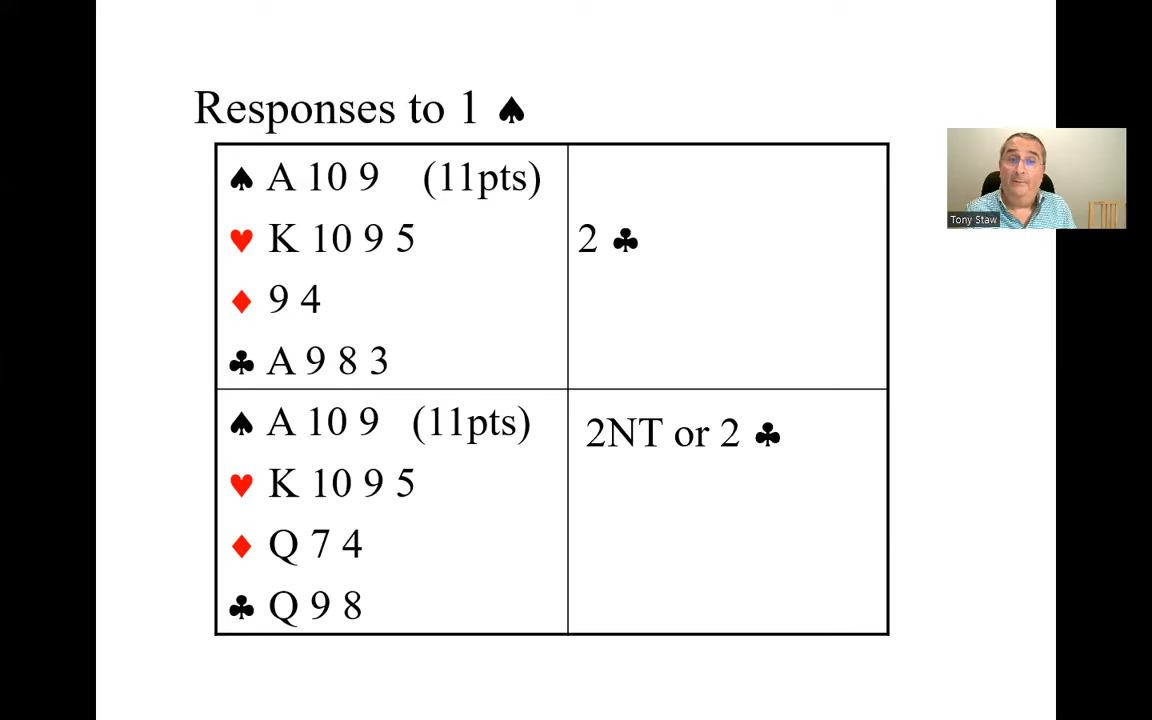 Responses to 1 ♠
♠ A 10 9 (11pts)
♥ K 10 9 5
♦ 9 4
♣ A 9 8 3
2 ♣
♠ A 10 9 (11pts)
♥ K 10 9 5
♦ Q 7 4
♣ Q 9 8
2NT or 2 ♣
Tony Staw